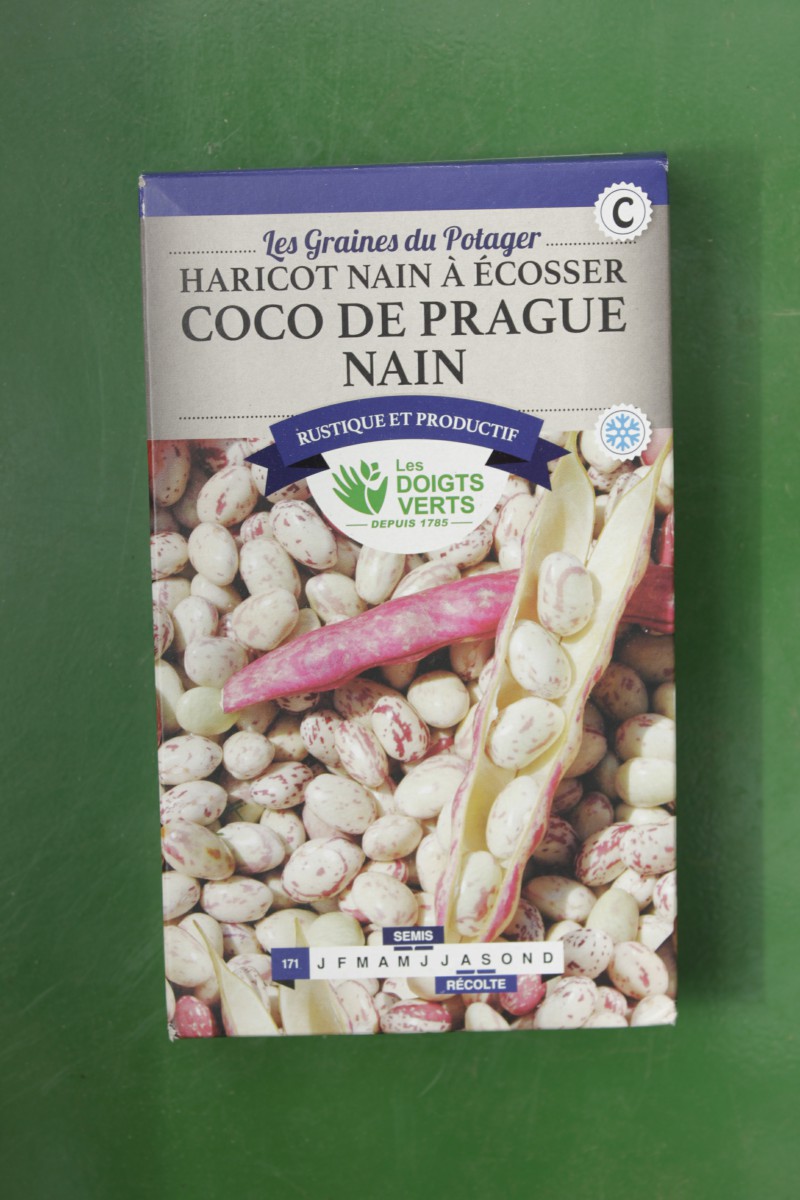 C
Les Graines du Potager
HARICOT NAIN À ÉCOSSER
COCO DE PRAGUE
NAIN
RUSTIQUE ET PRODUCTIF
Les
DOIGTS
VERTS
DEPUIS 1785
SEMIS
171 J F M A M J J A S O N D
RÉCOLTE